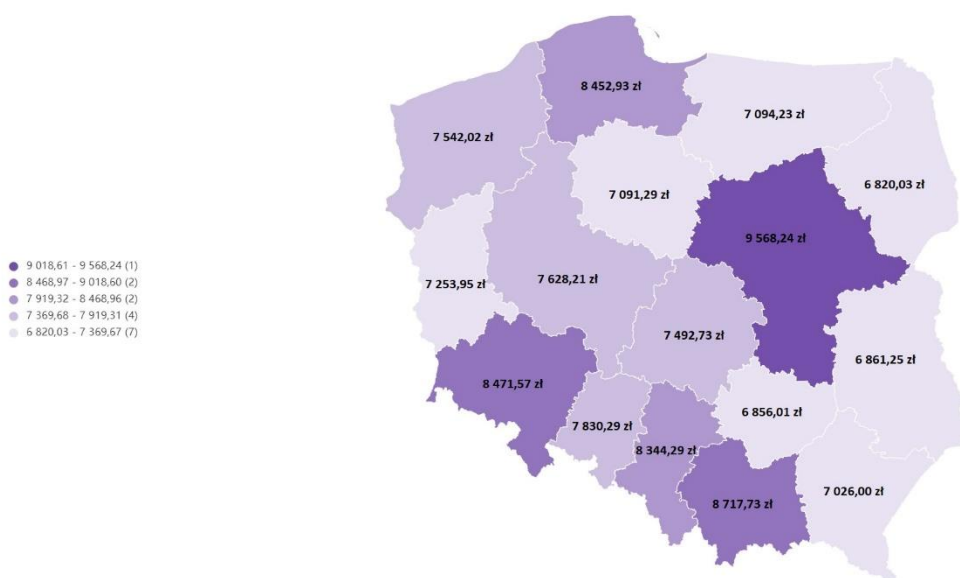 8 452,93 zł
7 094,23 zł
7 542,02 zł
6 820,03 zł
7 091,29 zł
9 568,24 zł
9 018,61 - 9 568,24 (1)
8 468,97 - 9 018,60 (2)
7 919,32 - 8 468,96 (2)
7 369,68 - 7 919,31 (4)
6 820,03 - 7 369,67 (7)
7 253,95 zł
7 628,21 zł
7 492,73 zł
6 861,25 zł
8 471,57 zł
6 856,01 zł
7 830,29 zł
8 344,29 zł
7 026,00 zł
8 717,73 zł